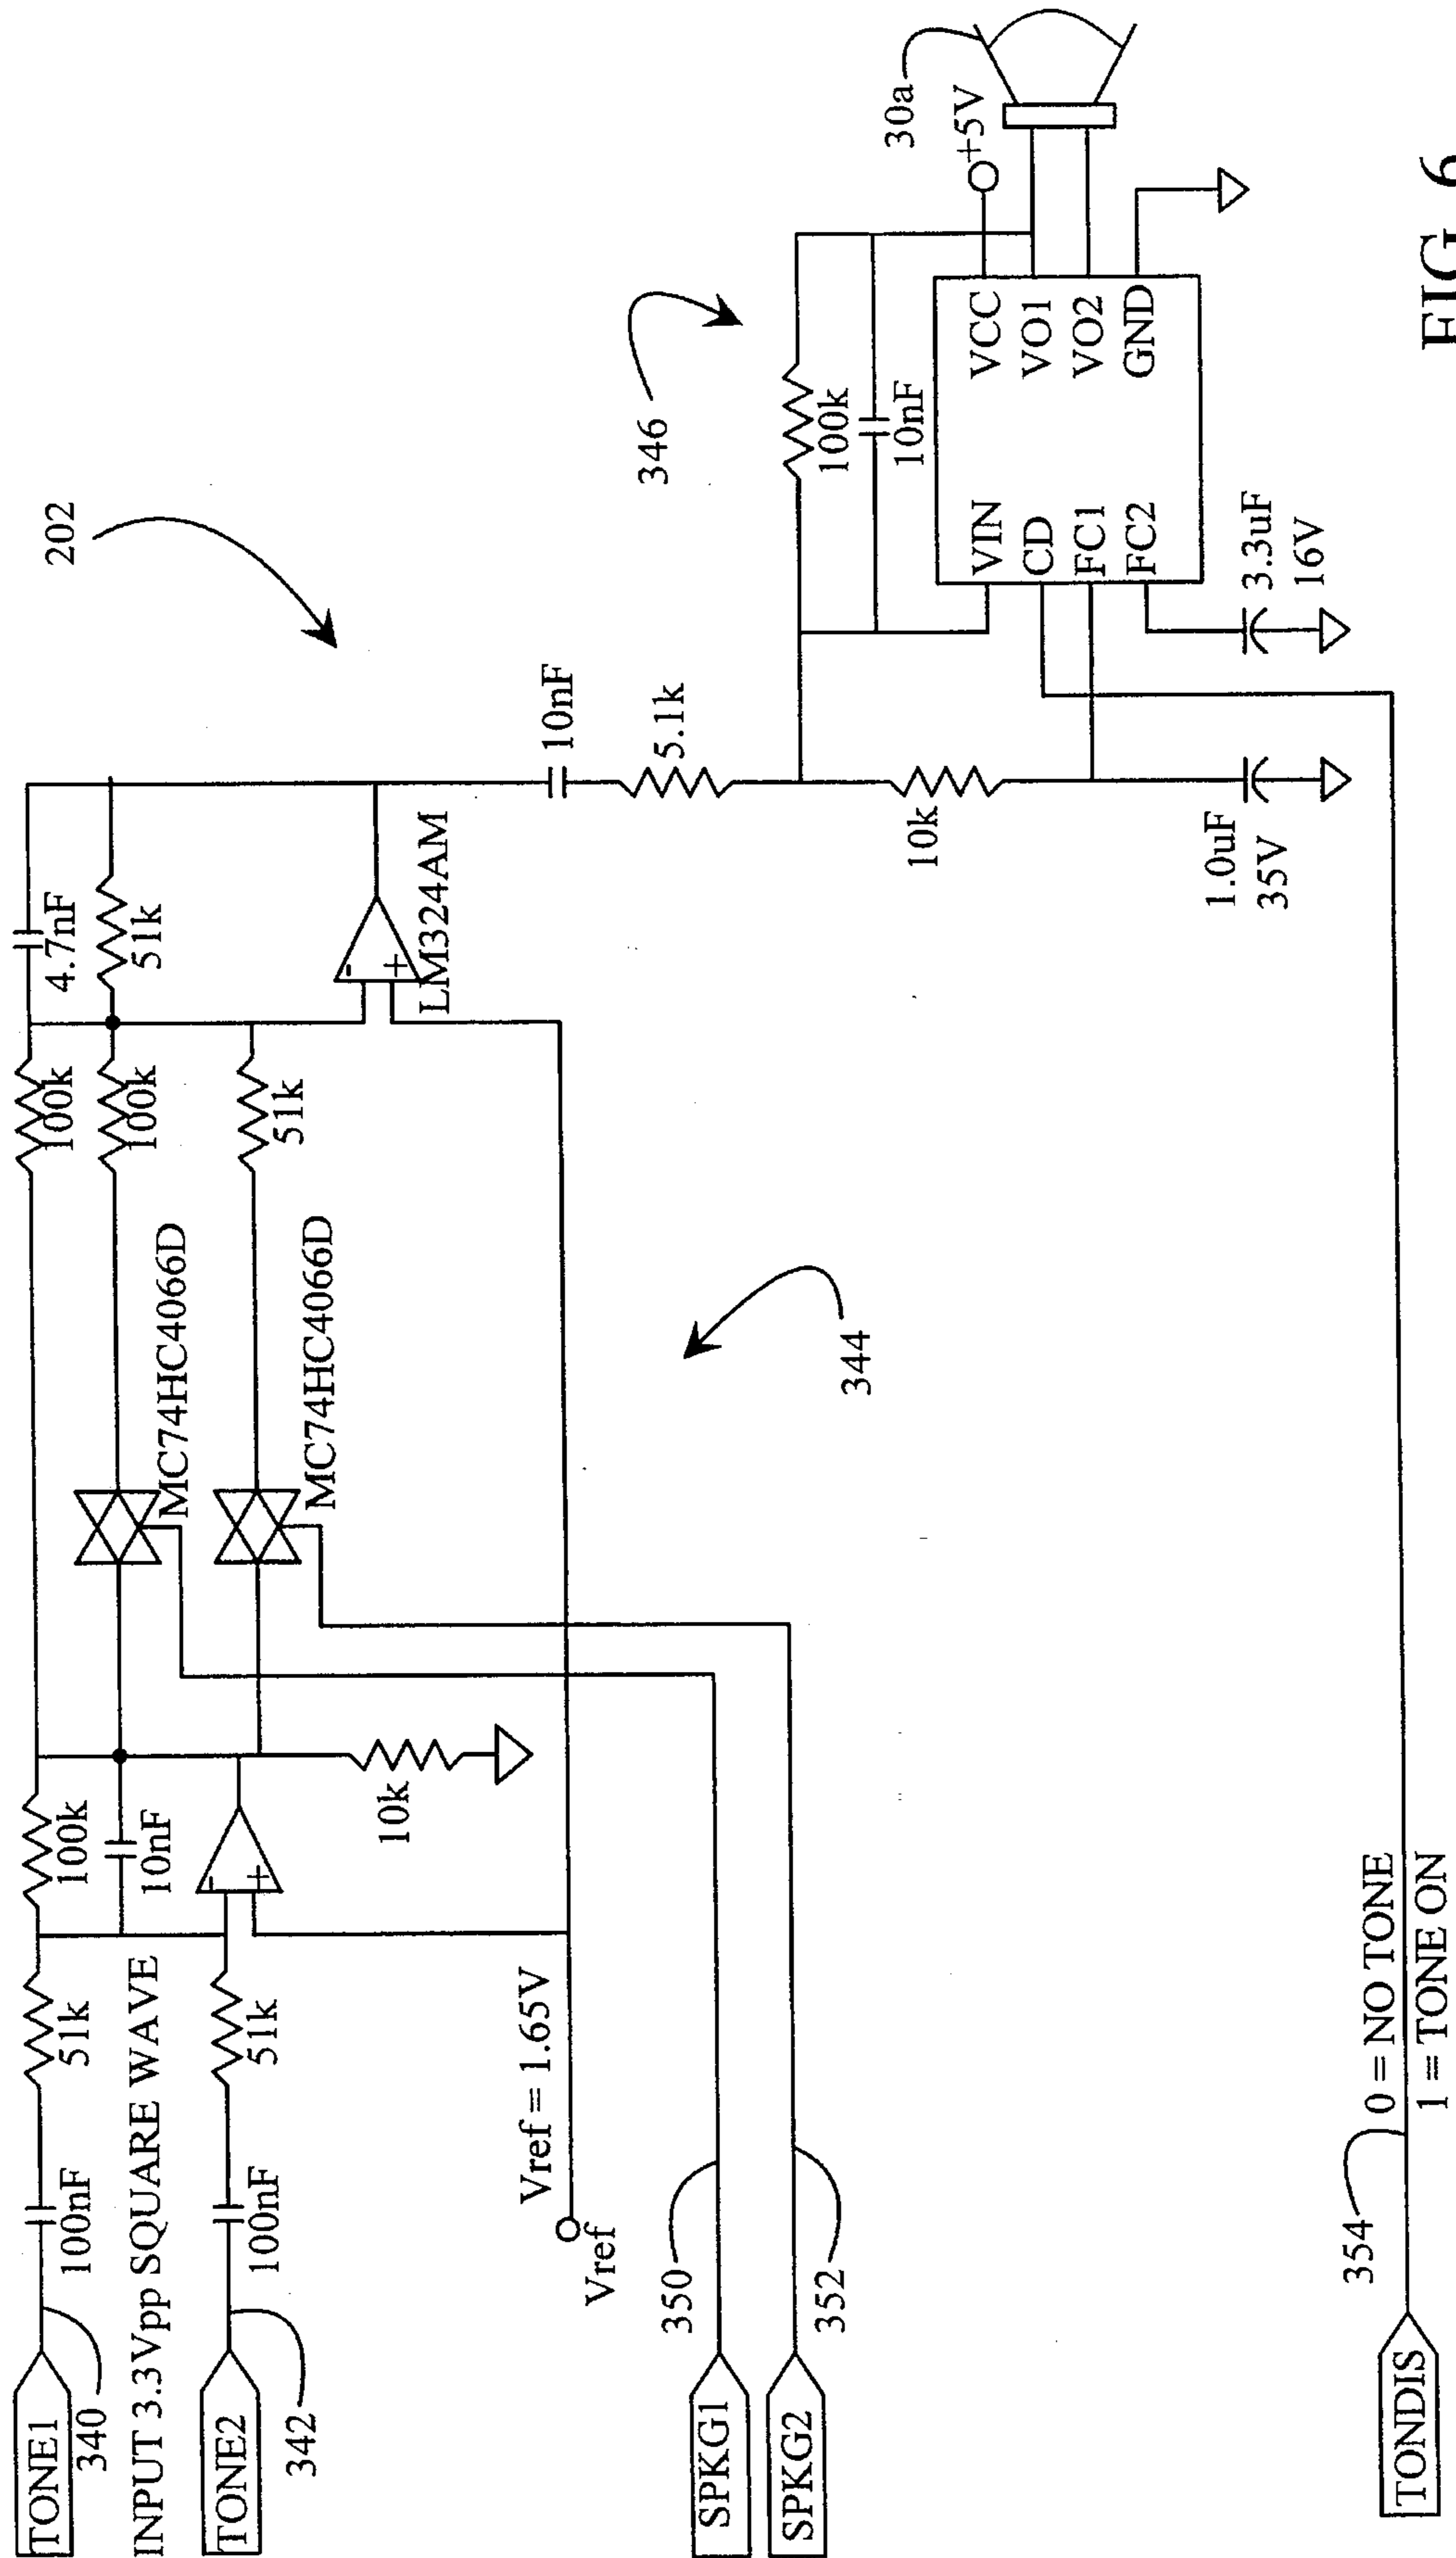 202
TONE1
340
100nF
51k
100k
10nF
100k
4.7nF
100k
51k
INPUT 3.3Vpp SQUARE WAVE
TONE2
342
100nF
51k
-
+
10k
MC74HC4066D
51k
MC74HC4066D
-
+
LM324AM
10nF
5.1k
10k
1.0uF
35V
Vref = 1.65V
Vref
344
346
100k
10nF
VIN
CD
FC1
FC2
VCC
VO1
VO2
GND
+5V
30a
3.3uF
16V
350
SPKG1
352
SPKG2
354
0 = NO TONE
1 = TONE ON
TONDIS
FIG. 6